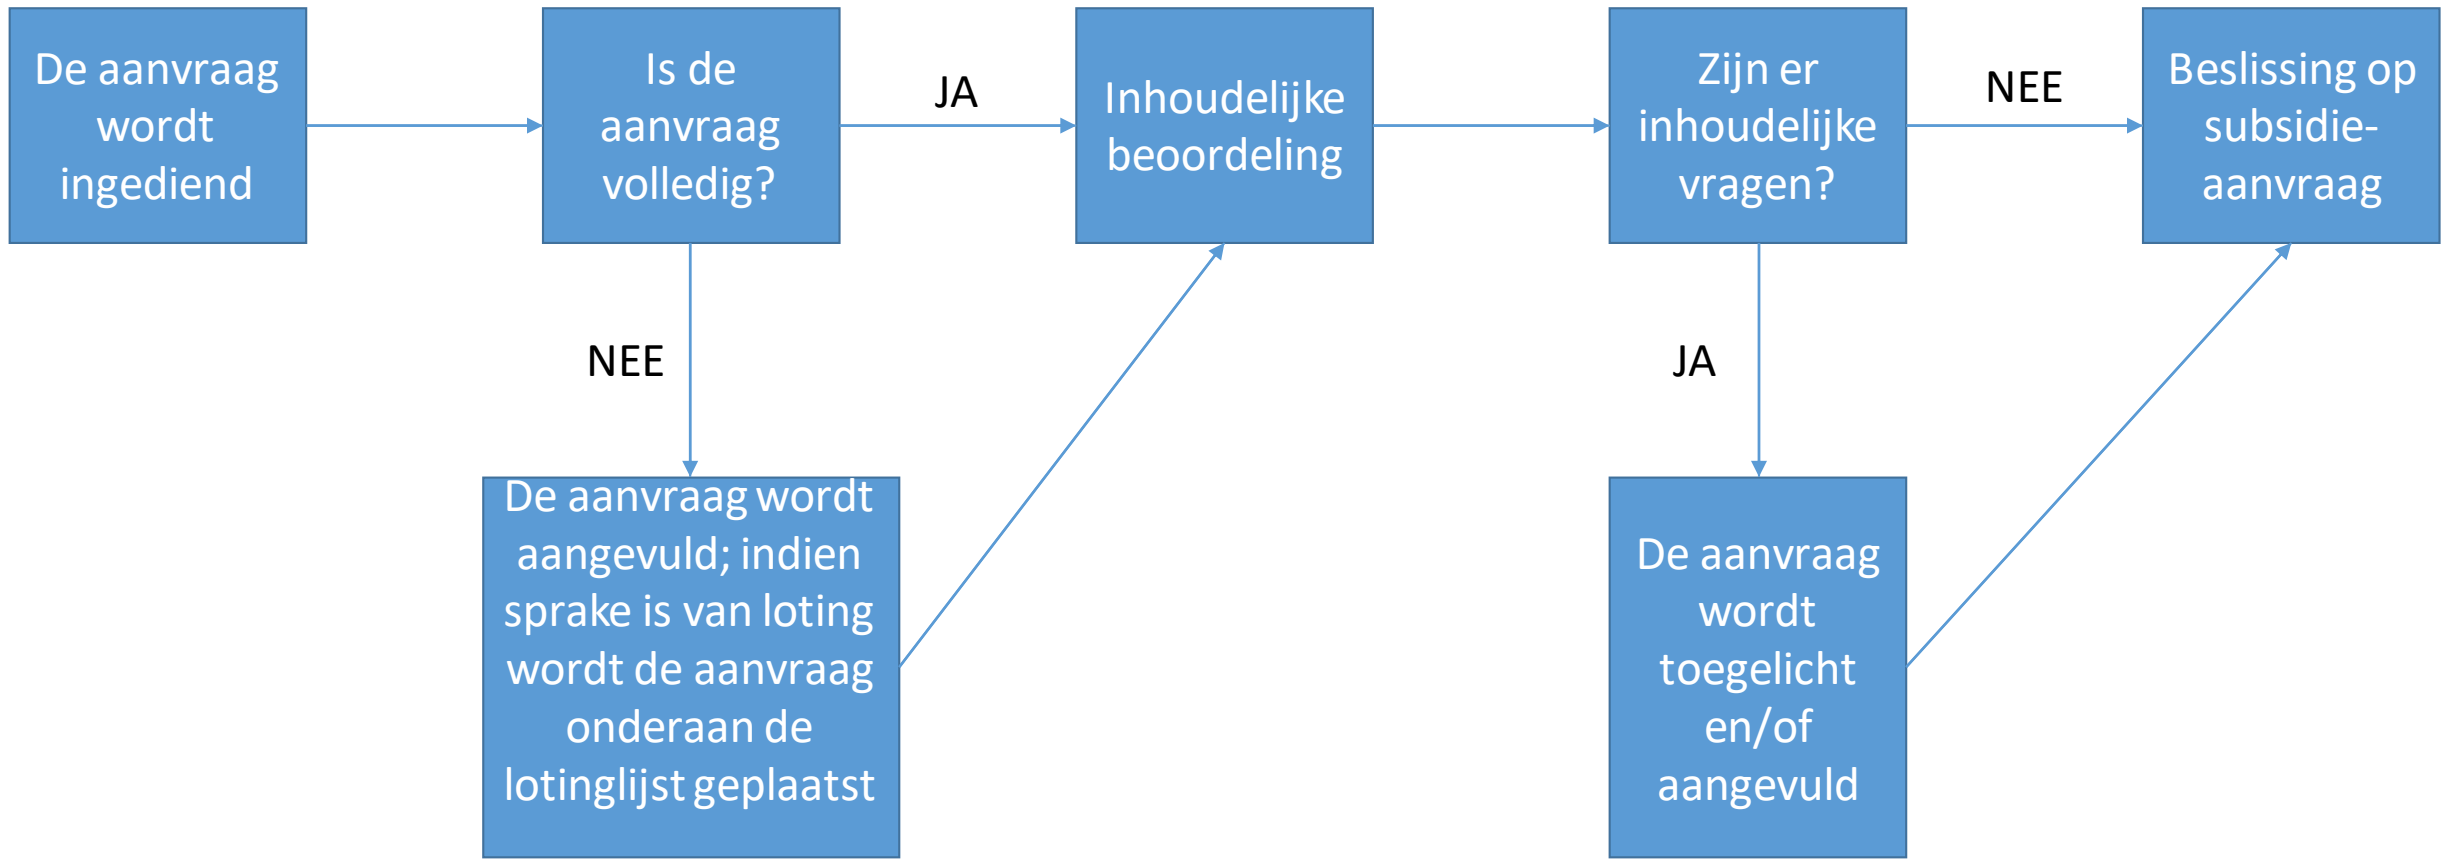 De aanvraag
wordt
ingediend
Is de
aanvraag
volledig?
JA
Inhoudelijke
beoordeling
Zijn er
inhoudelijke
vragen?
NEE
Beslissing op
subsidie-
aanvraag
NEE
JA
De aanvraag wordt
aangevuld; indien
sprake is van loting
wordt de aanvraag
onderaan de
lotinglijst geplaatst
De aanvraag
wordt
toegelicht
en/of
aangevuld